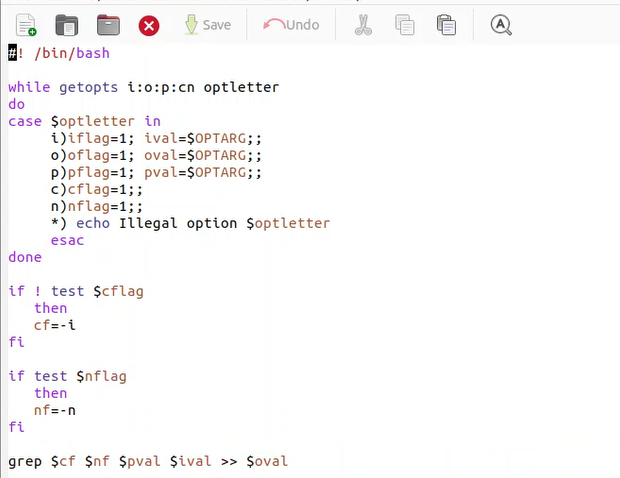 Save Undo
#! /bin/bash
while getopts i:o:p:cn optletter
do
case $optletter in
i)iflag=1; ival=$OPTARG;;
o)oflag=1; oval=$OPTARG;;
p)pflag=1; pval=$OPTARG;;
c)cflag=1;;
n)nflag=1;;
*) echo Illegal option $optletter
esac
done
if ! test $cflag
then
cf=-i
fi
if test $nflag
then
nf=-n
fi
grep $cf $nf $pval $ival >> $oval